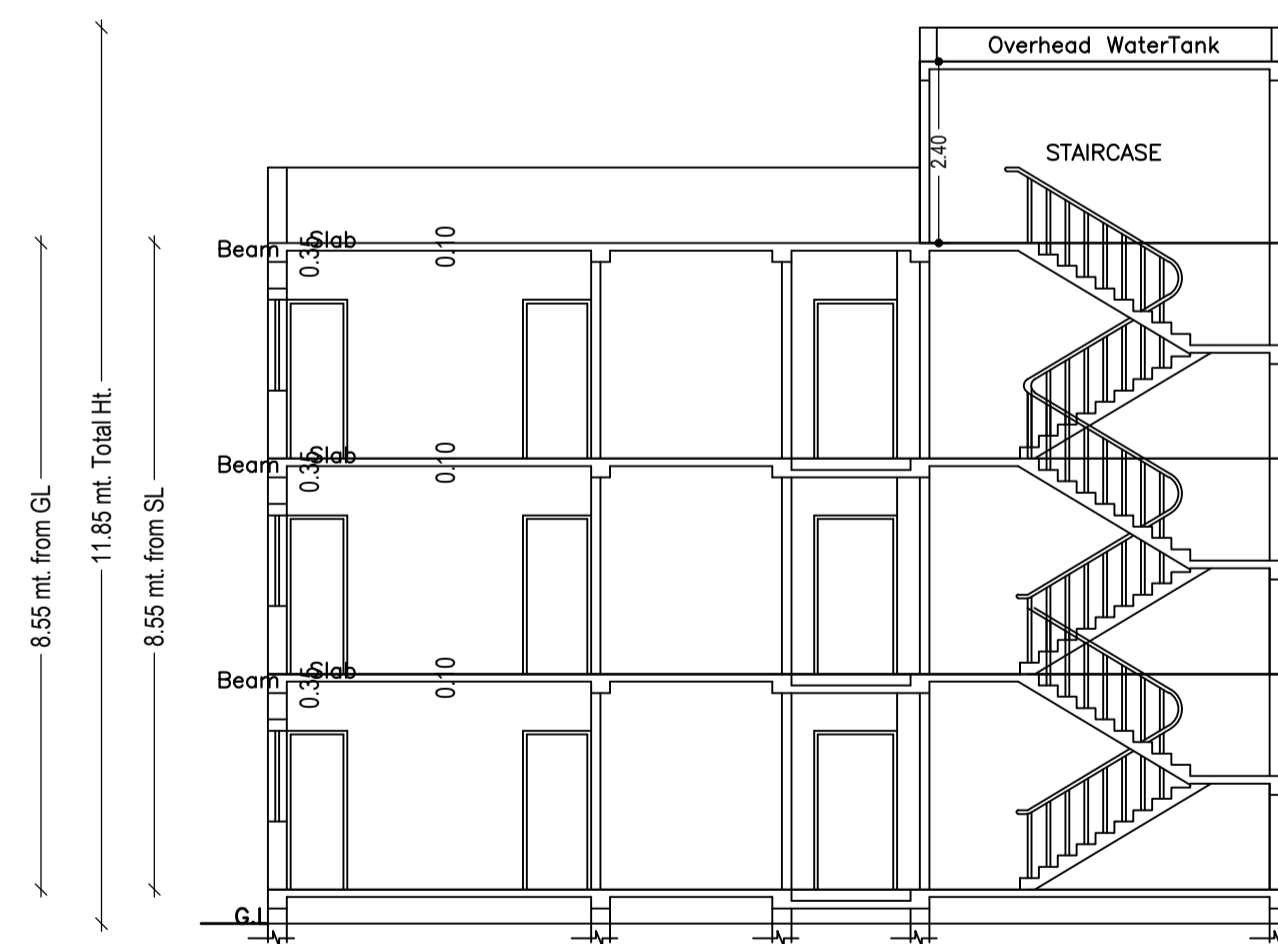 Overhead WaterTank
2.40
STAIRCASE
Beam Slab
0.35
0.10
Beam Slab
0.35
0.10
Beam Slab
0.35
0.10
8.55 mt. from GL
11.85 mt. Total Ht.
8.55 mt. from SL
G.L